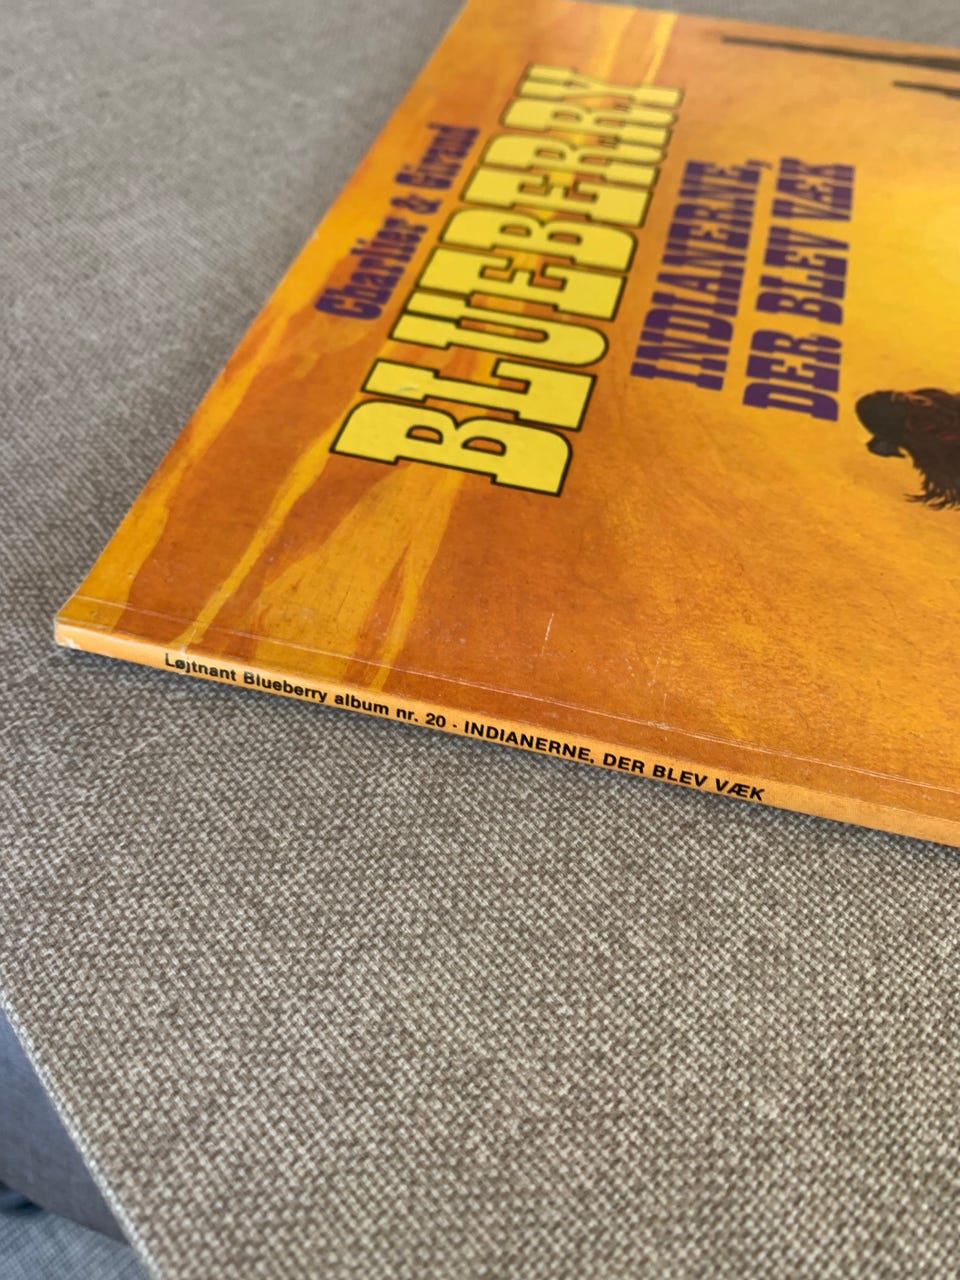 Charlier & Giraud
BLUEBERRY
INDIANERNE,
DER BLEV VÆK
Løjtnant Blueberry album nr. 20 - INDIANERNE, DER BLEV VÆK